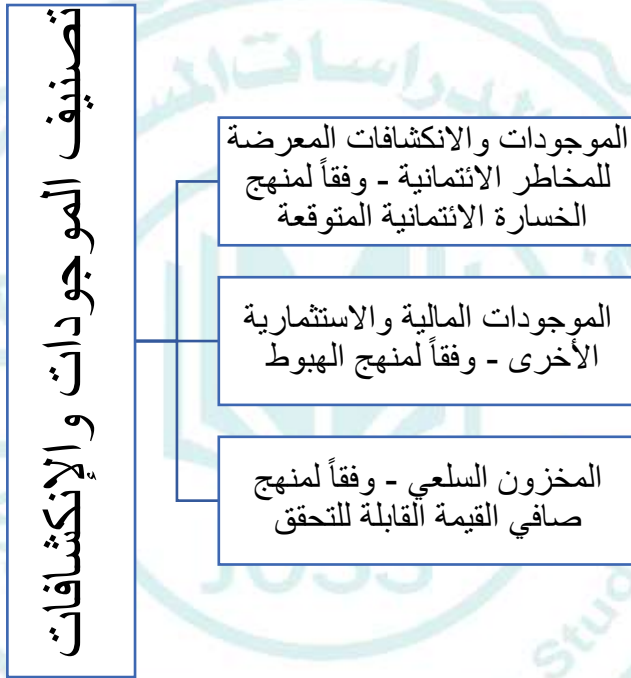 تصنيف الموجودات والإنكشافات
الموجودات والانكشافات المعرضة
للمخاطر الائتمانية - وفقاً لمنهج
الخسارة الائتمانية المتوقعة
الموجودات المالية والاستثمارية
الأخرى - وفقاً لمنهج الهبوط
المخزون السلعي - وفقاً لمنهج
صافي القيمة القابلة للتحقق